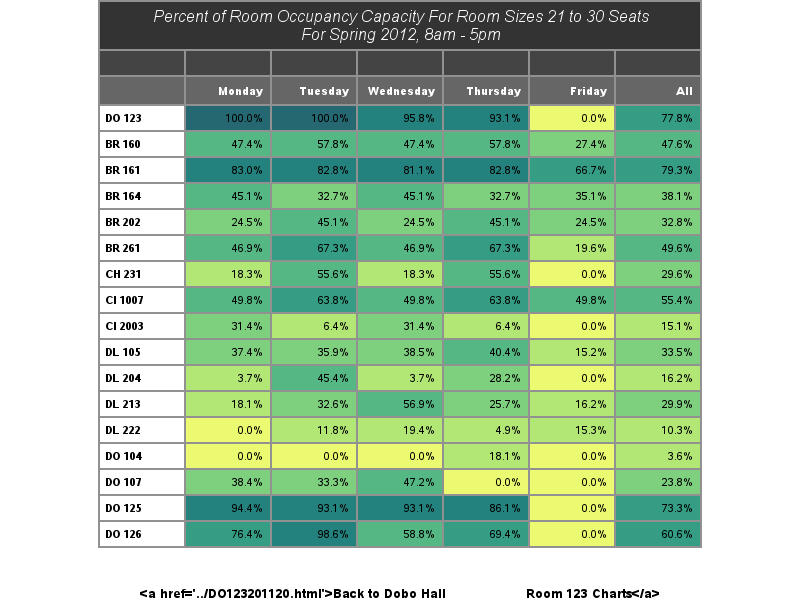 Percent of Room Occupancy Capacity For Room Sizes 21 to 30 Seats
For Spring 2012, 8am - 5pm
Monday Tuesday Wednesday Thursday Friday All
DO 123 100.0% 100.0% 95.8% 93.1% 0.0% 77.8%
BR 160 47.4% 57.8% 47.4% 57.8% 27.4% 47.6%
BR 161 83.0% 82.8% 81.1% 82.8% 66.7% 79.3%
BR 164 45.1% 32.7% 45.1% 32.7% 35.1% 38.1%
BR 202 24.5% 45.1% 24.5% 45.1% 24.5% 32.8%
BR 261 46.9% 67.3% 46.9% 67.3% 19.6% 49.6%
CH 231 18.3% 55.6% 18.3% 55.6% 0.0% 29.6%
CI 1007 49.8% 63.8% 49.8% 63.8% 49.8% 55.4%
CI 2003 31.4% 6.4% 31.4% 6.4% 0.0% 15.1%
DL 105 37.4% 35.9% 38.5% 40.4% 15.2% 33.5%
DL 204 3.7% 45.4% 3.7% 28.2% 0.0% 16.2%
DL 213 18.1% 32.6% 56.9% 25.7% 16.2% 29.9%
DL 222 0.0% 11.8% 19.4% 4.9% 15.3% 10.3%
DO 104 0.0% 0.0% 0.0% 18.1% 0.0% 3.6%
DO 107 38.4% 33.3% 47.2% 0.0% 0.0% 23.8%
DO 125 94.4% 93.1% 93.1% 86.1% 0.0% 73.3%
DO 126 76.4% 98.6% 58.8% 69.4% 0.0% 60.6%
<a href='../DO123201120.html'>Back to Dobo Hall Room 123 Charts</a>